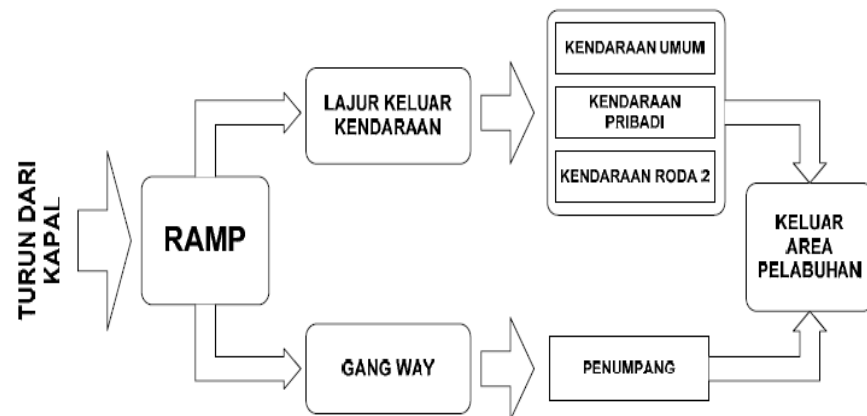 TURUN DARI
KAPAL
RAMP
LAJUR KELUAR
KENDARAAN
KENDARAAN UMUM
KENDARAAN
PRIBADI
KENDARAAN RODA 2
GANG WAY
PENUMPANG
KELUAR
AREA
PELABUHAN